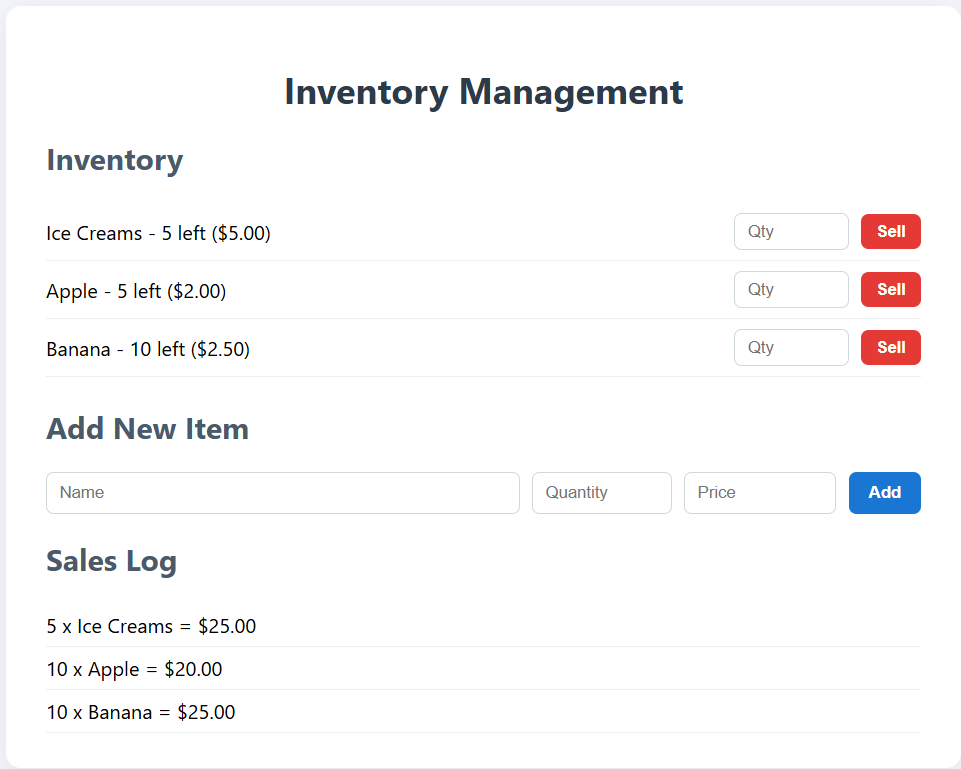 Inventory Management
Inventory
Ice Creams - 5 left ($5.00) Qty Sell
Apple - 5 left ($2.00) Qty Sell
Banana - 10 left ($2.50) Qty Sell
Add New Item
Name Quantity Price Add
Sales Log
5 x Ice Creams = $25.00
10 x Apple = $20.00
10 x Banana = $25.00